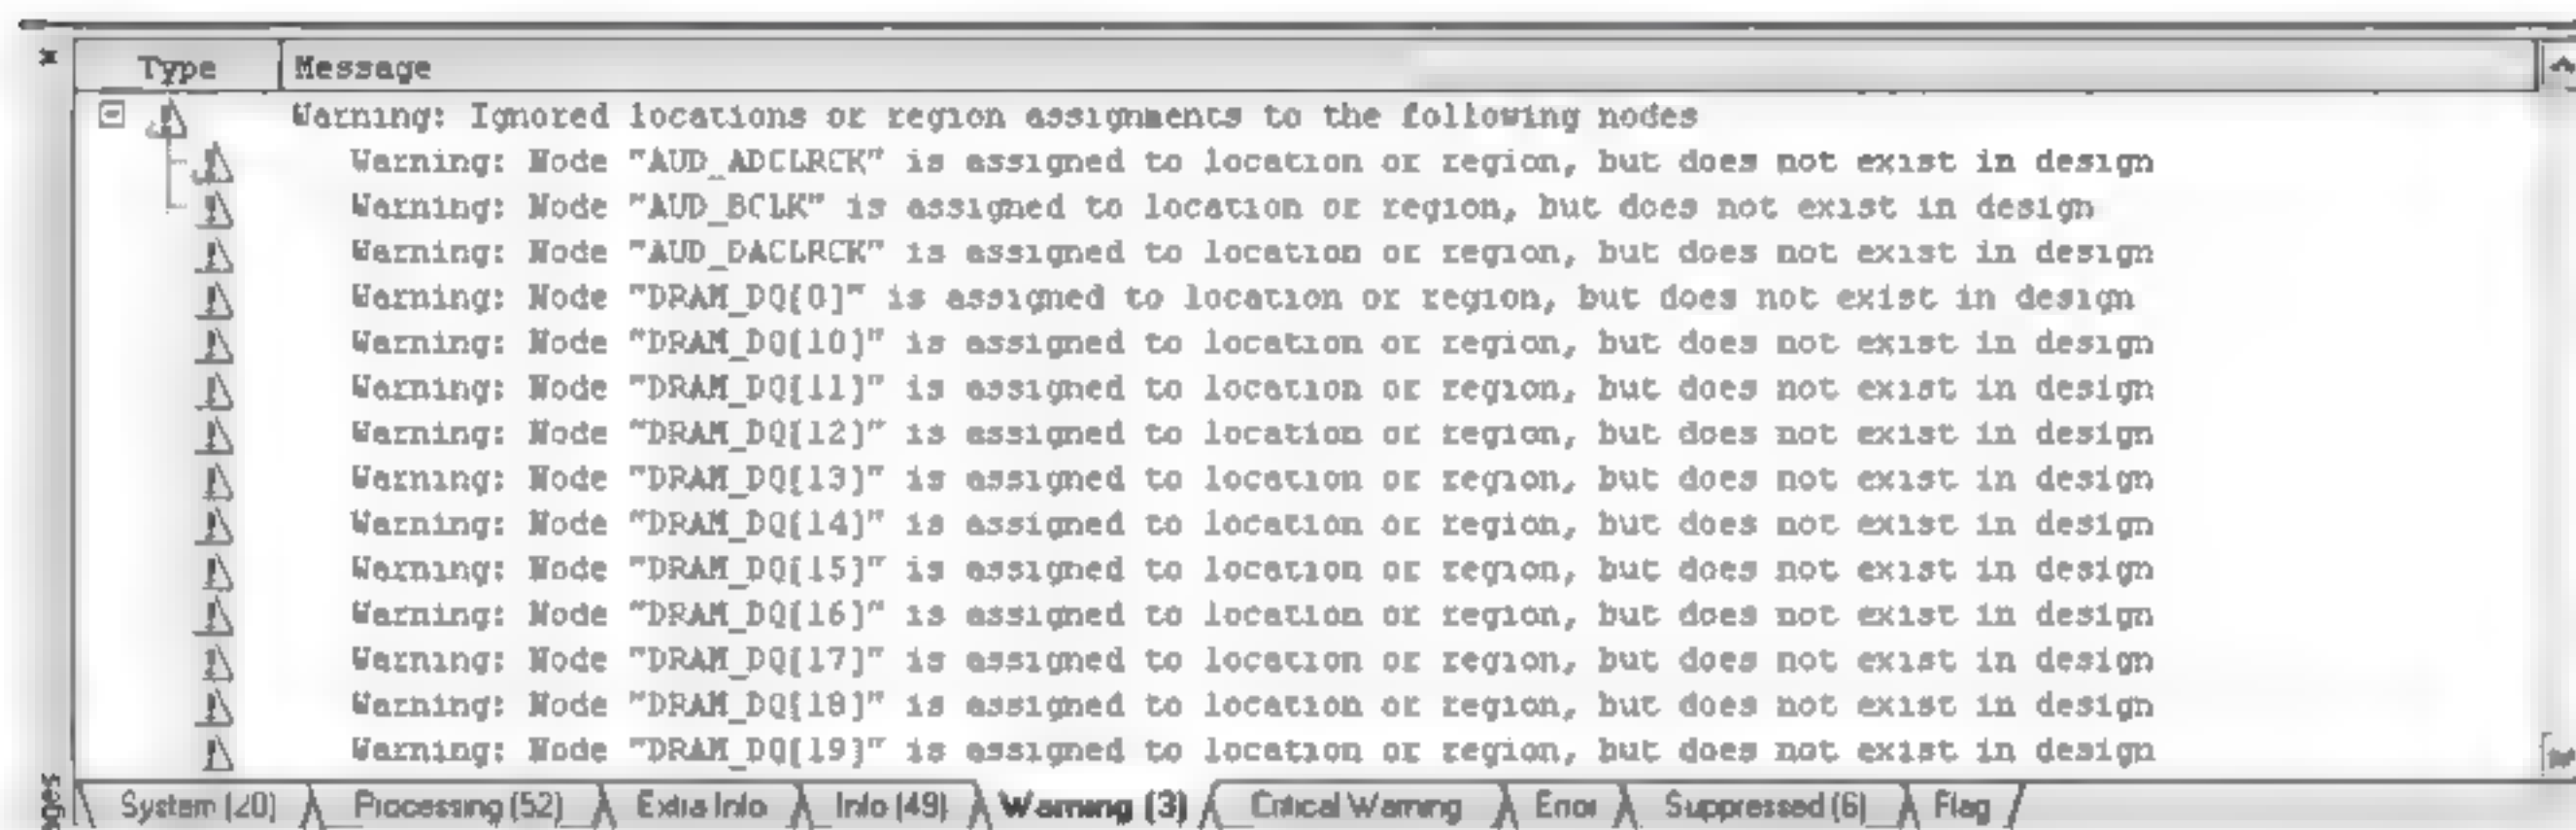 Type Message
Warning: Ignored locations or region assignments to the following nodes
Warning: Node "AUD_ADCLRCK" is assigned to location or region, but does not exist in design
Warning: Node "AUD_BCLK" is assigned to location or region, but does not exist in design
Warning: Node "AUD_DACLRCK" is assigned to location or region, but does not exist in design
Warning: Node "DRAM_DQ[0]" is assigned to location or region, but does not exist in design
Warning: Node "DRAM_DQ[10]" is assigned to location or region, but does not exist in design
Warning: Node "DRAM_DQ[11]" is assigned to location or region, but does not exist in design
Warning: Node "DRAM_DQ[12]" is assigned to location or region, but does not exist in design
Warning: Node "DRAM_DQ[13]" is assigned to location or region, but does not exist in design
Warning: Node "DRAM_DQ[14]" is assigned to location or region, but does not exist in design
Warning: Node "DRAM_DQ[15]" is assigned to location or region, but does not exist in design
Warning: Node "DRAM_DQ[16]" is assigned to location or region, but does not exist in design
Warning: Node "DRAM_DQ[17]" is assigned to location or region, but does not exist in design
Warning: Node "DRAM_DQ[18]" is assigned to location or region, but does not exist in design
Warning: Node "DRAM_DQ[19]" is assigned to location or region, but does not exist in design
System (20) Processing (52) Extra Info Info (49) Warning (3) Critical Warning Error Suppressed (6) Flag